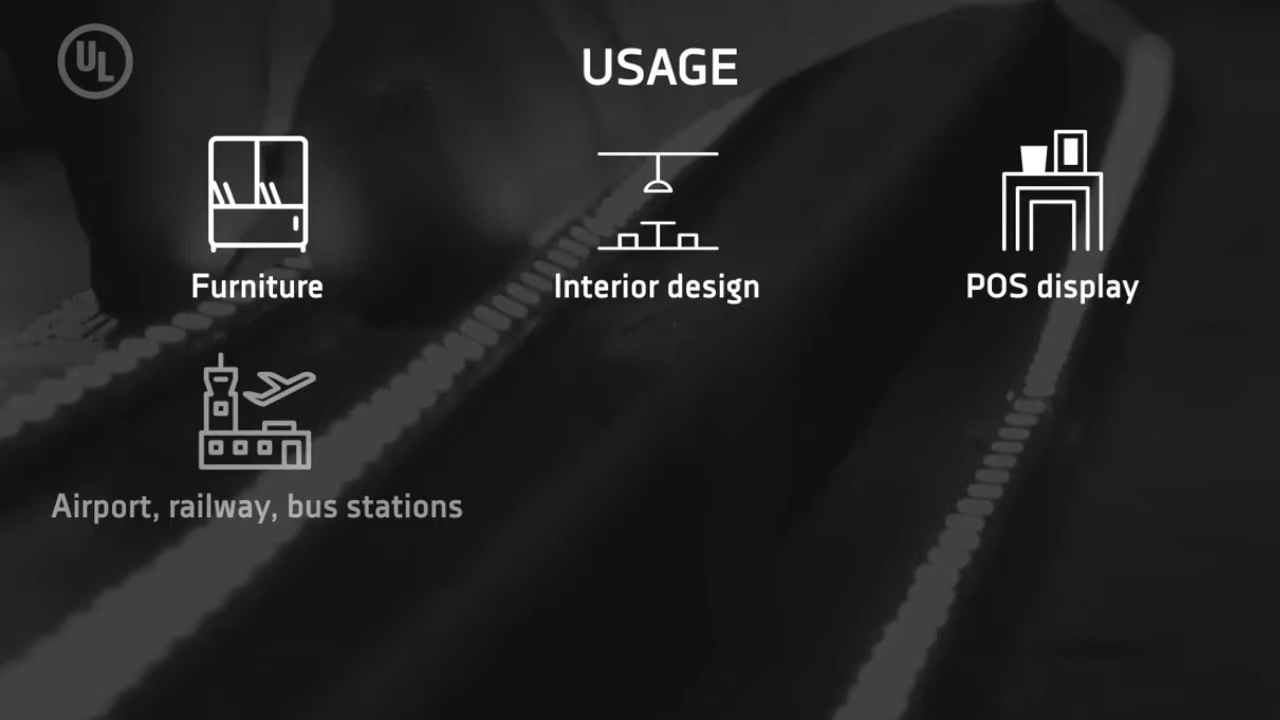 UL
USAGE
Furniture
Interior design
POS display
Airport, railway, bus stations